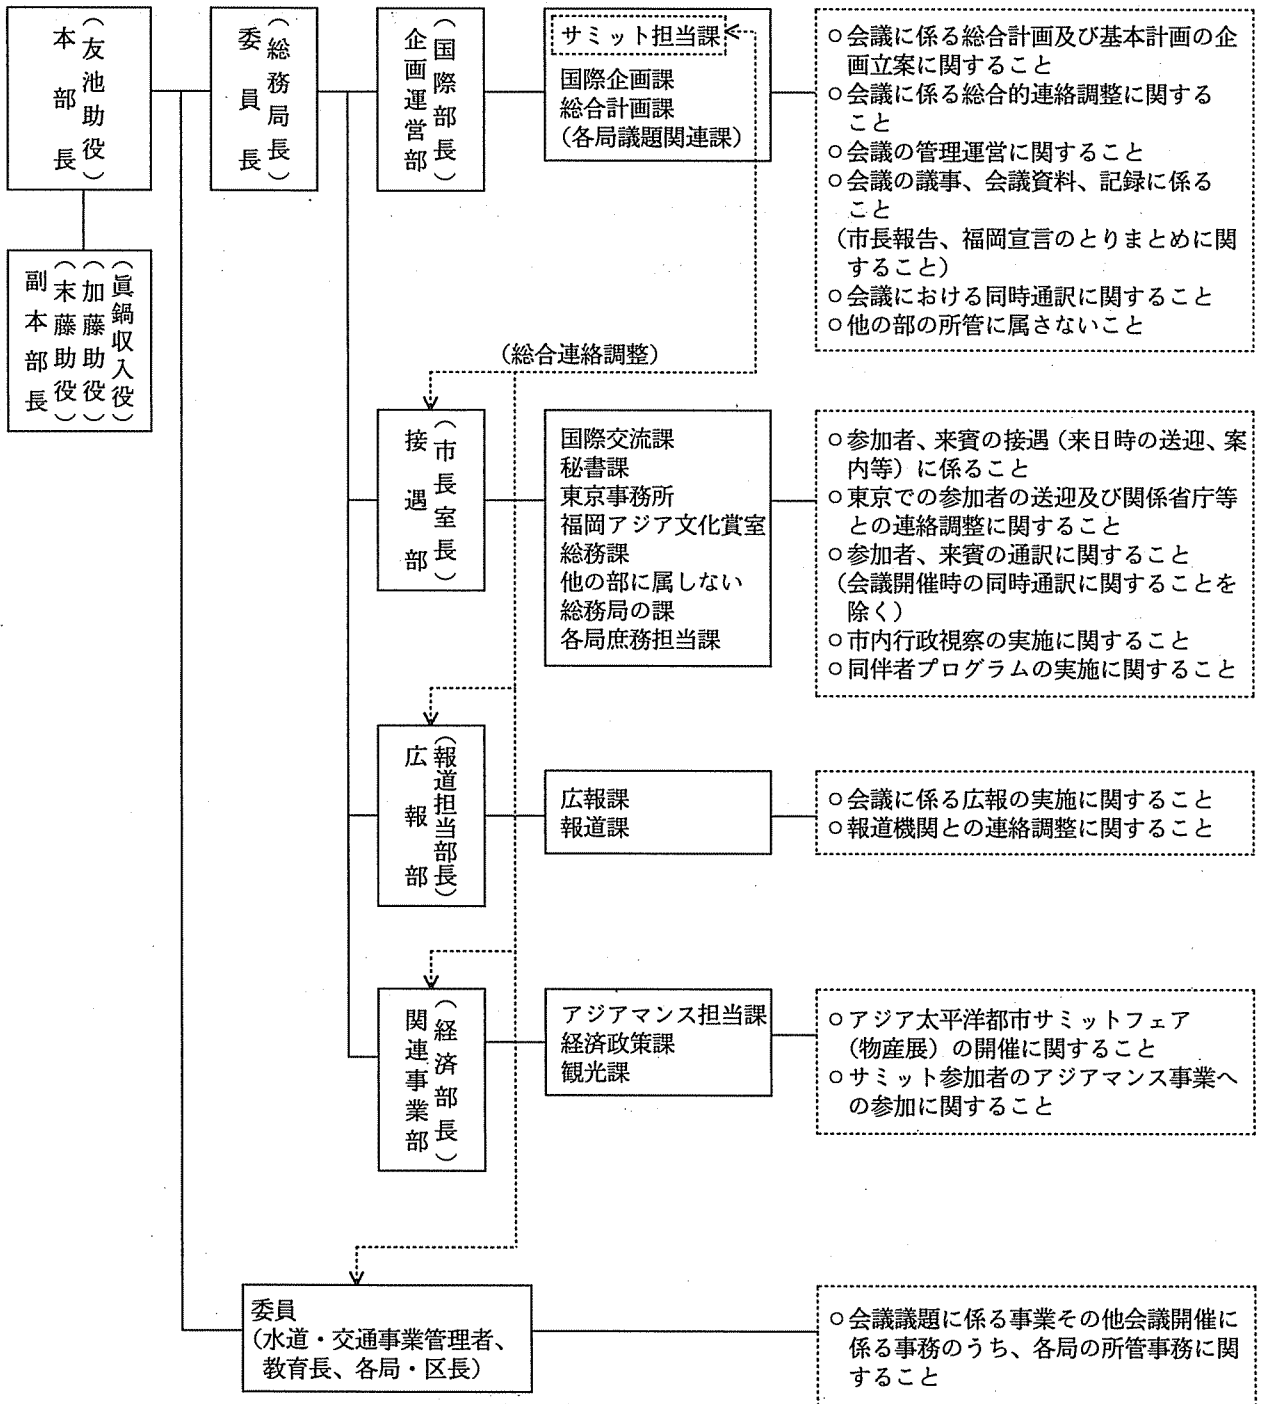 本部長
（友池助役）
副本部長
（末藤助役）
（加藤助役）
（眞鍋収入役）
委員長
（総務局長）
企画運営部
（国際部長）
サミット担当課
国際企画課
総合計画課
（各局議題関連課）
○会議に係る総合計画及び基本計画の企
画立案に関すること
○会議に係る総合的連絡調整に関する
こと
○会議の管理運営に関すること
○会議の議事、会議資料、記録に係る
こと
（市長報告、福岡宣言のとりまとめに関
すること）
○会議における同時通訳に関すること
○他の部の所管に属さないこと
（総合連絡調整）
接遇部
（市長室長）
国際交流課
秘書課
東京事務所
福岡アジア文化賞室
総務課
他の部に属しない
総務局の課
各局庶務担当課
○参加者、来賓の接遇（来日時の送迎、案
内等）に係ること
○東京での参加者の送迎及び関係省庁等
との連絡調整に関すること
○参加者、来賓の通訳に関すること
（会議開催時の同時通訳に関することを
除く）
○市内行政視察の実施に関すること
○同伴者プログラムの実施に関すること
広報部
（報道担当部長）
広報課
報道課
○会議に係る広報の実施に関すること
○報道機関との連絡調整に関すること
関連事業部
（経済部長）
アジアマンス担当課
経済政策課
観光課
○アジア太平洋都市サミットフェア
（物産展）の開催に関すること
○サミット参加者のアジアマンス事業へ
の参加に関すること
委員
（水道・交通事業管理者、
教育長、各局・区長）
○会議議題に係る事業その他会議開催に
係る事務のうち、各局の所管事務に関
すること